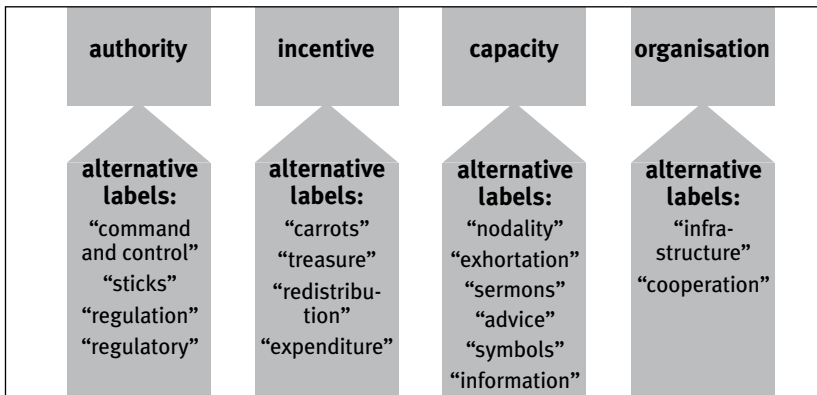 authority
alternative
labels:
“command
and control”
“sticks”
“regulation”
“regulatory”
incentive
alternative
labels:
“carrots”
“treasure”
“redistribu-
tion”
“expenditure”
capacity
alternative
labels:
“nodality”
“exhortation”
“sermons”
“advice”
“symbols”
“information”
organisation
alternative
labels:
“infra-
structure”
“cooperation”